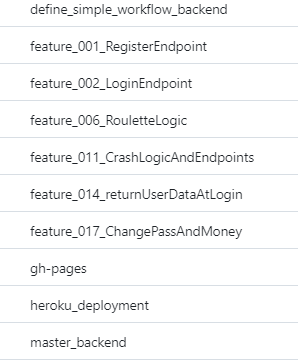 define_simple_workflow_backend
feature_001_RegisterEndpoint
feature_002_LoginEndpoint
feature_006_RouletteLogic
feature_011_CrashLogicAndEndpoints
feature_014_returnUserDataAtLogin
feature_017_ChangePassAndMoney
gh-pages
heroku_deployment
master_backend